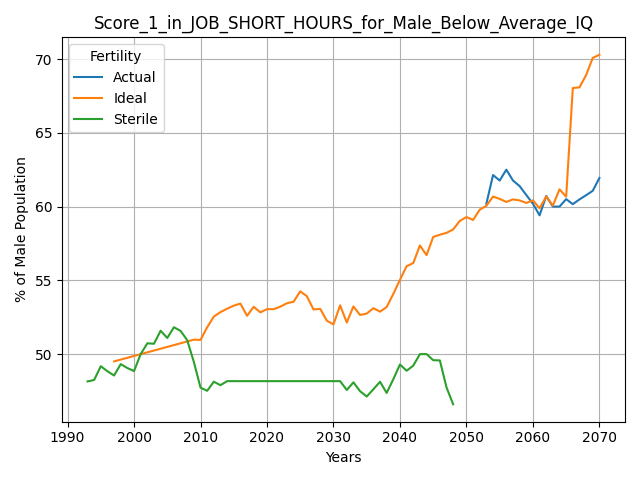 Score_1_in_JOB_SHORT_HOURS_for_Male_Below_Average_IQ
Fertility
Actual
Ideal
Sterile
% of Male Population
70
65
60
55
50
1990 2000 2010 2020 2030 2040 2050 2060 2070
Years